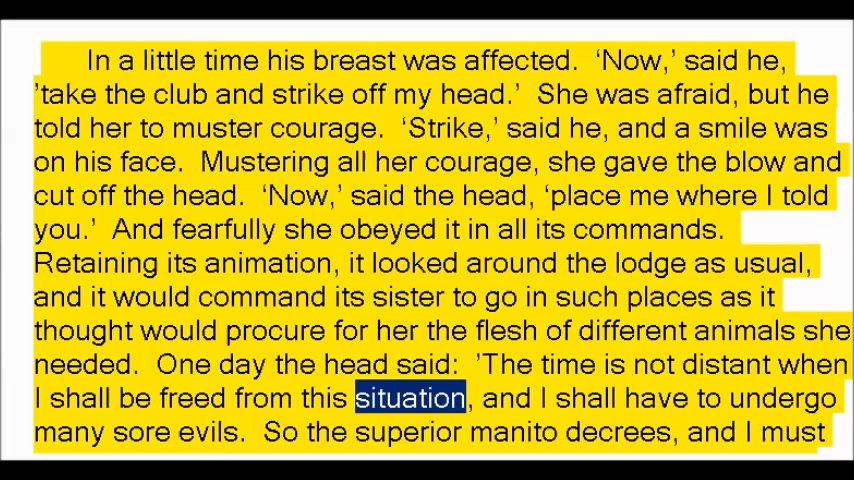 In a little time his breast was affected.  ‘Now,’ said he,
’take the club and strike off my head.’  She was afraid, but he
told her to muster courage.  ‘Strike,’ said he, and a smile was
on his face.  Mustering all her courage, she gave the blow and
cut off the head.  ‘Now,’ said the head, ‘place me where I told
you.’  And fearfully she obeyed it in all its commands.
Retaining its animation, it looked around the lodge as usual,
and it would command its sister to go in such places as it
thought would procure for her the flesh of different animals she
needed.  One day the head said:  ’The time is not distant when
I shall be freed from this situation, and I shall have to undergo
many sore evils.  So the superior manito decrees, and I must